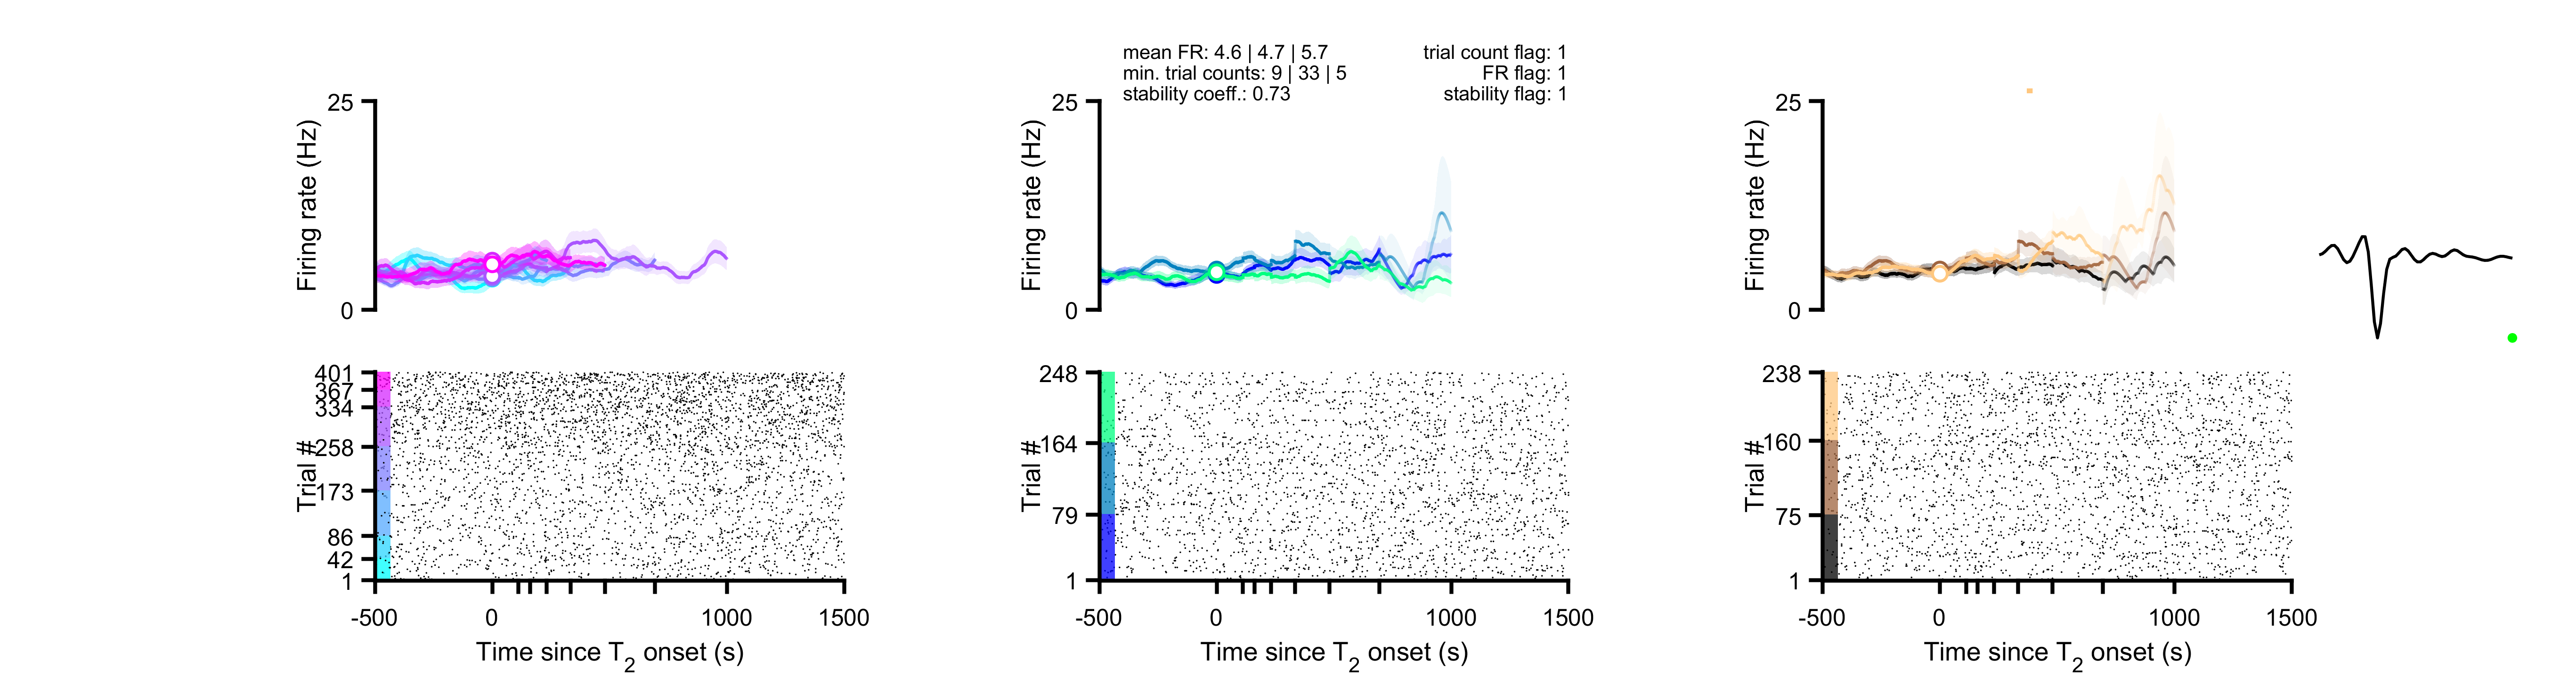 mean FR: 4.6 | 4.7 | 5.7
min. trial counts: 9 | 33 | 5
stability coeff.: 0.73
trial count flag: 1
FR flag: 1
stability flag: 1
25
Firing rate (Hz)
0
25
Firing rate (Hz)
0
25
Firing rate (Hz)
0
401
367
334
258
173
86
42
1
Trial #
-500
0
1000
1500
Time since T2 onset (s)
248
164
79
1
Trial #
-500
0
1000
1500
Time since T2 onset (s)
238
160
75
1
Trial #
-500
0
1000
1500
Time since T2 onset (s)